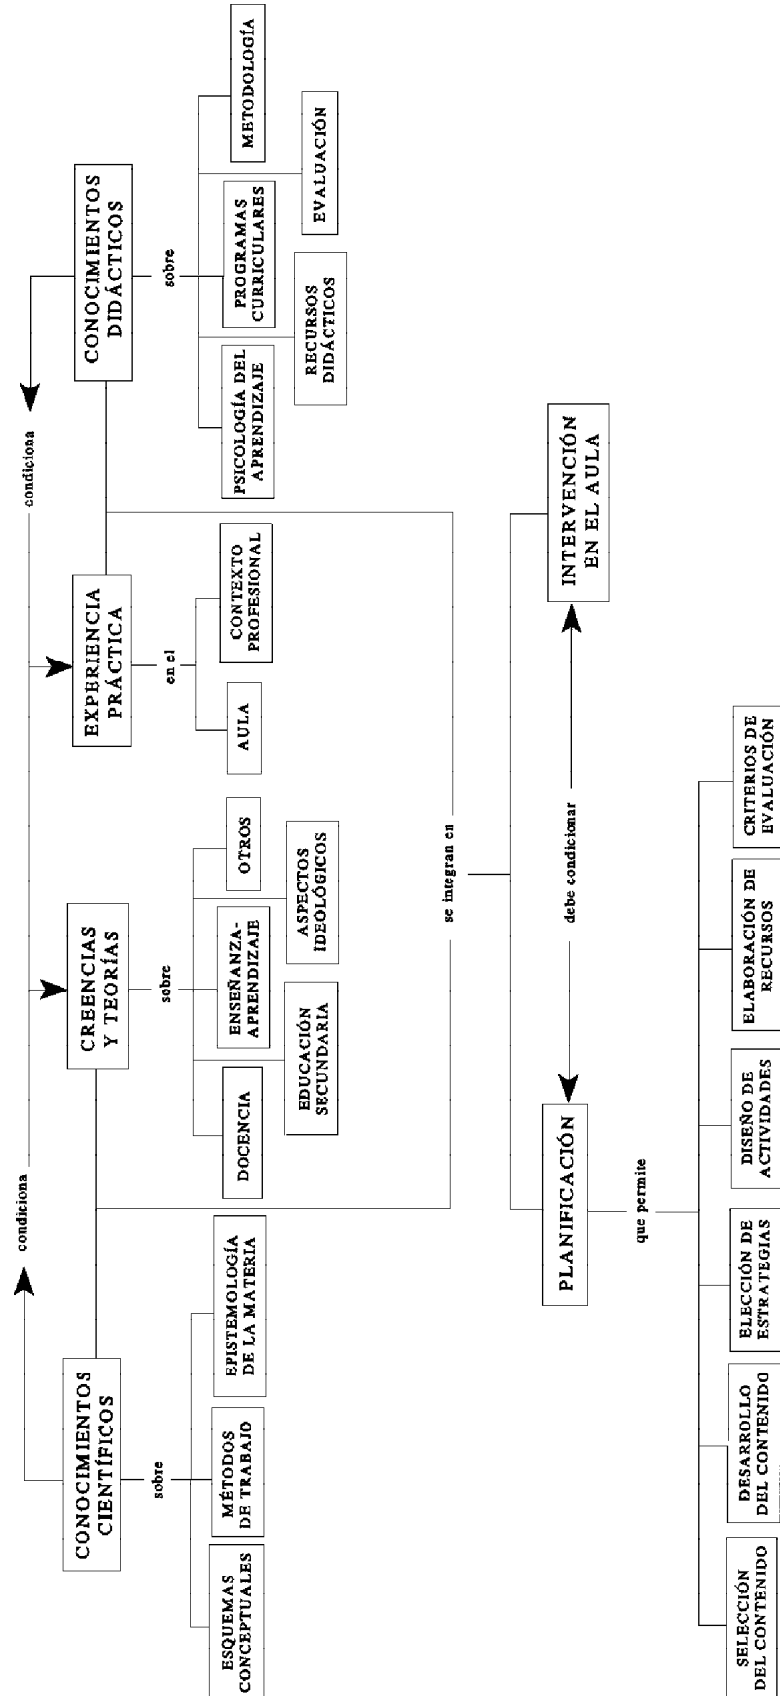 condiciona
condiciona
CONOCIMIENTOS
CIENTÍFICOS
CREENCIAS
Y TEORÍAS
EXPERIENCIA
PRÁCTICA
CONOCIMIENTOS
DIDÁCTICOS
sobre
sobre
en el
sobre
ESQUEMAS
CONCEPTUALES
MÉTODOS
DE TRABAJO
EPISTEMOLOGÍA
DE LA MATERIA
DOCENCIA
ENSEÑANZA-
APRENDIZAJE
OTROS
EDUCACIÓN
SECUNDARIA
ASPECTOS
IDEOLÓGICOS
AULA
CONTEXTO
PROFESIONAL
PSICOLOGÍA DEL
APRENDIZAJE
PROGRAMAS
CURRICULARES
METODOLOGÍA
RECURSOS
DIDÁCTICOS
EVALUACIÓN
se integran en
PLANIFICACIÓN
debe condicionar
INTERVENCIÓN
EN EL AULA
que permite
SELECCIÓN
DEL CONTENIDO
DESARROLLO
DEL CONTENIDO
ELECCIÓN DE
ESTRATEGIAS
DISEÑO DE
ACTIVIDADES
ELABORACIÓN DE
RECURSOS
CRITERIOS DE
EVALUACIÓN